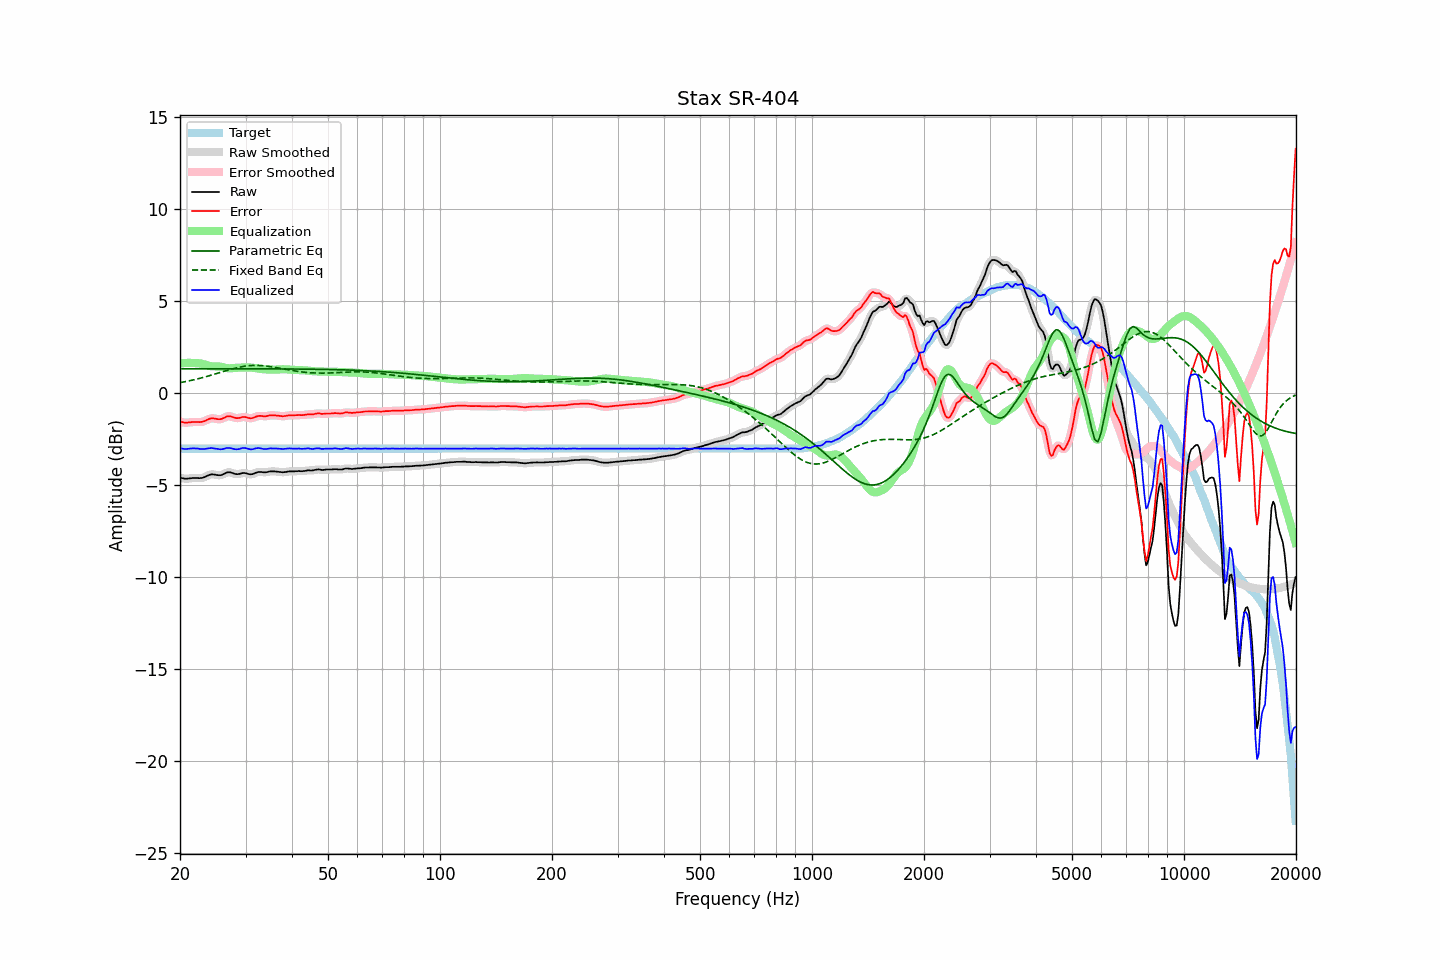 Stax SR-404
15
10
5
0
−5
−10
−15
−20
−25
Amplitude (dBr)
Target
Raw Smoothed
Error Smoothed
Raw
Error
Equalization
Parametric Eq
Fixed Band Eq
Equalized
20 50 100 200 500 1000 2000 5000 10000 20000
Frequency (Hz)